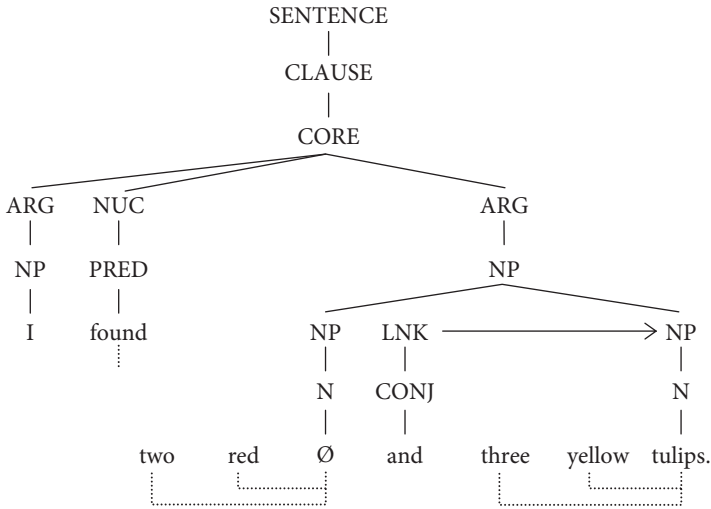 SENTENCE
CLAUSE
CORE
ARG NUC ARG
NP PRED NP
I found NP LNK NP
N CONJ N
two red Ø and three yellow tulips.